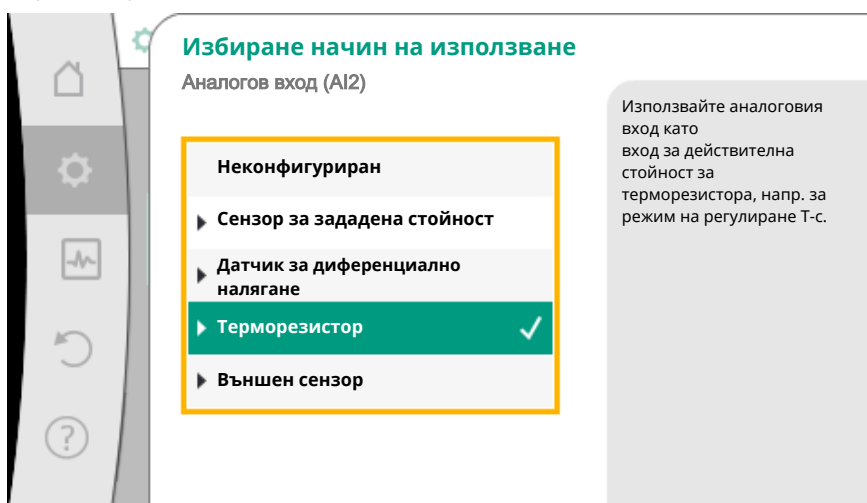 Избиране начин на използване
Аналогов вход (AI2)
Неконфигуриран
Сензор за зададена стойност
Датчик за диференциално
налягане
Терморезистор
Външен сензор
Използвайте аналоговия
вход като
вход за действителна
стойност за
терморезистора, напр. за
режим на регулиране T-c.
?